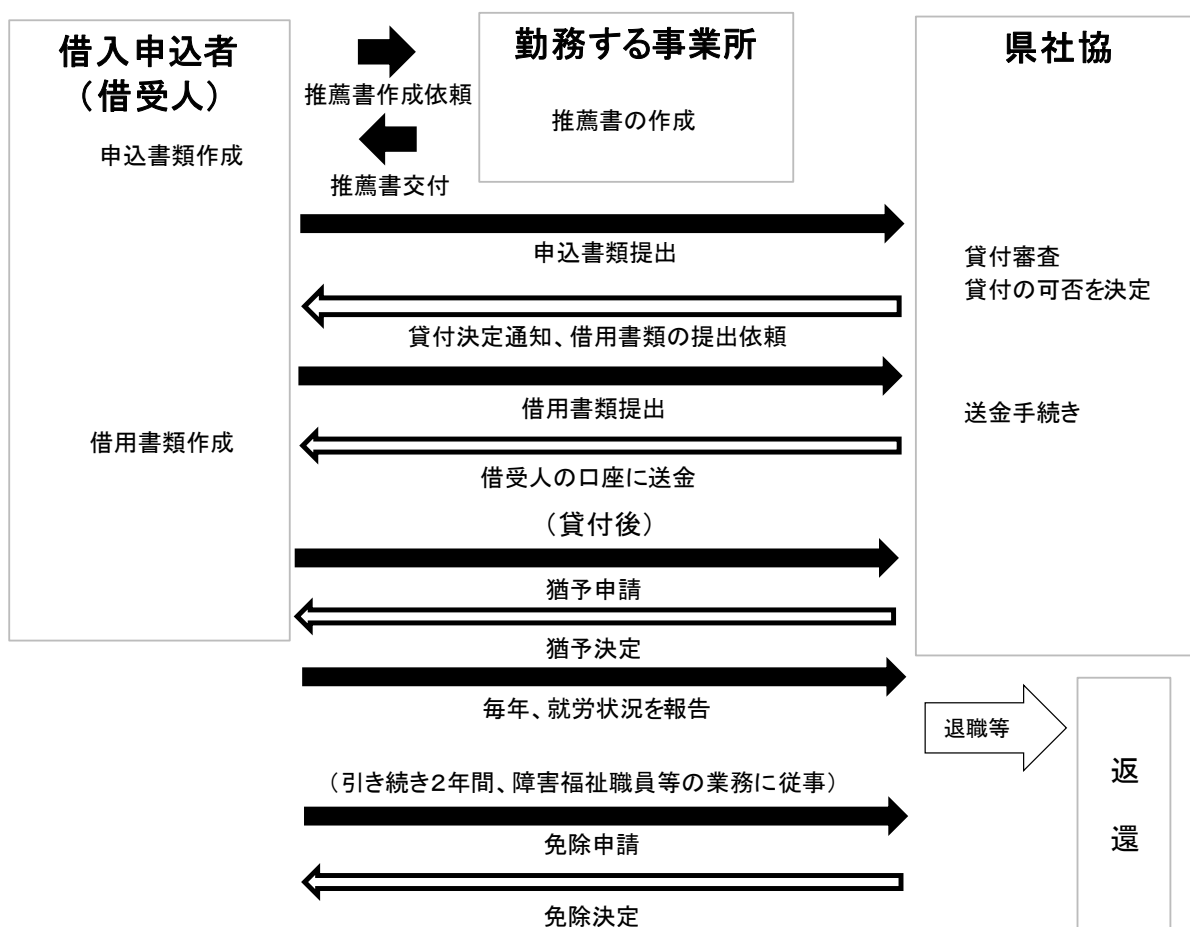 借入申込者
（借受人）
申込書類作成
推薦書作成依頼
推薦書交付
勤務する事業所
推薦書の作成
県社協
申込書類提出
貸付審査
貸付の可否を決定
貸付決定通知、借用書類の提出依頼
借用書類提出
送金手続き
借用書類作成
借受人の口座に送金
（貸付後）
猶予申請
猶予決定
毎年、就労状況を報告
退職等
返
還
（引き続き２年間、障害福祉職員等の業務に従事）
免除申請
免除決定